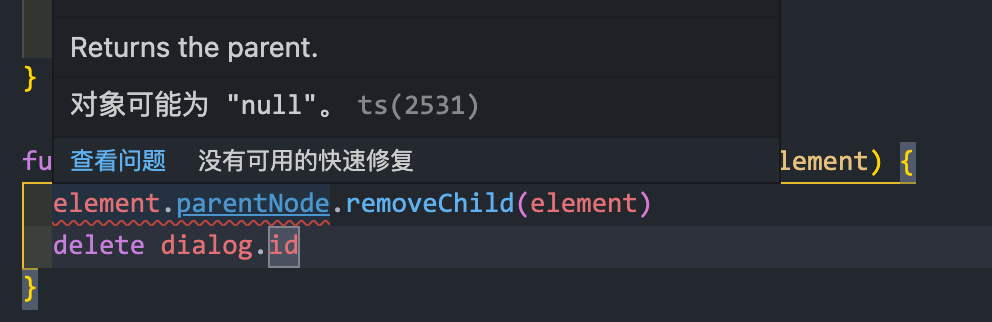 Returns the parent.
}
对象可能为 "null"。 ts(2531)
查看问题 没有可用的快速修复
fu lement) {
element.parentNode.removeChild(element)
delete dialog.id
}